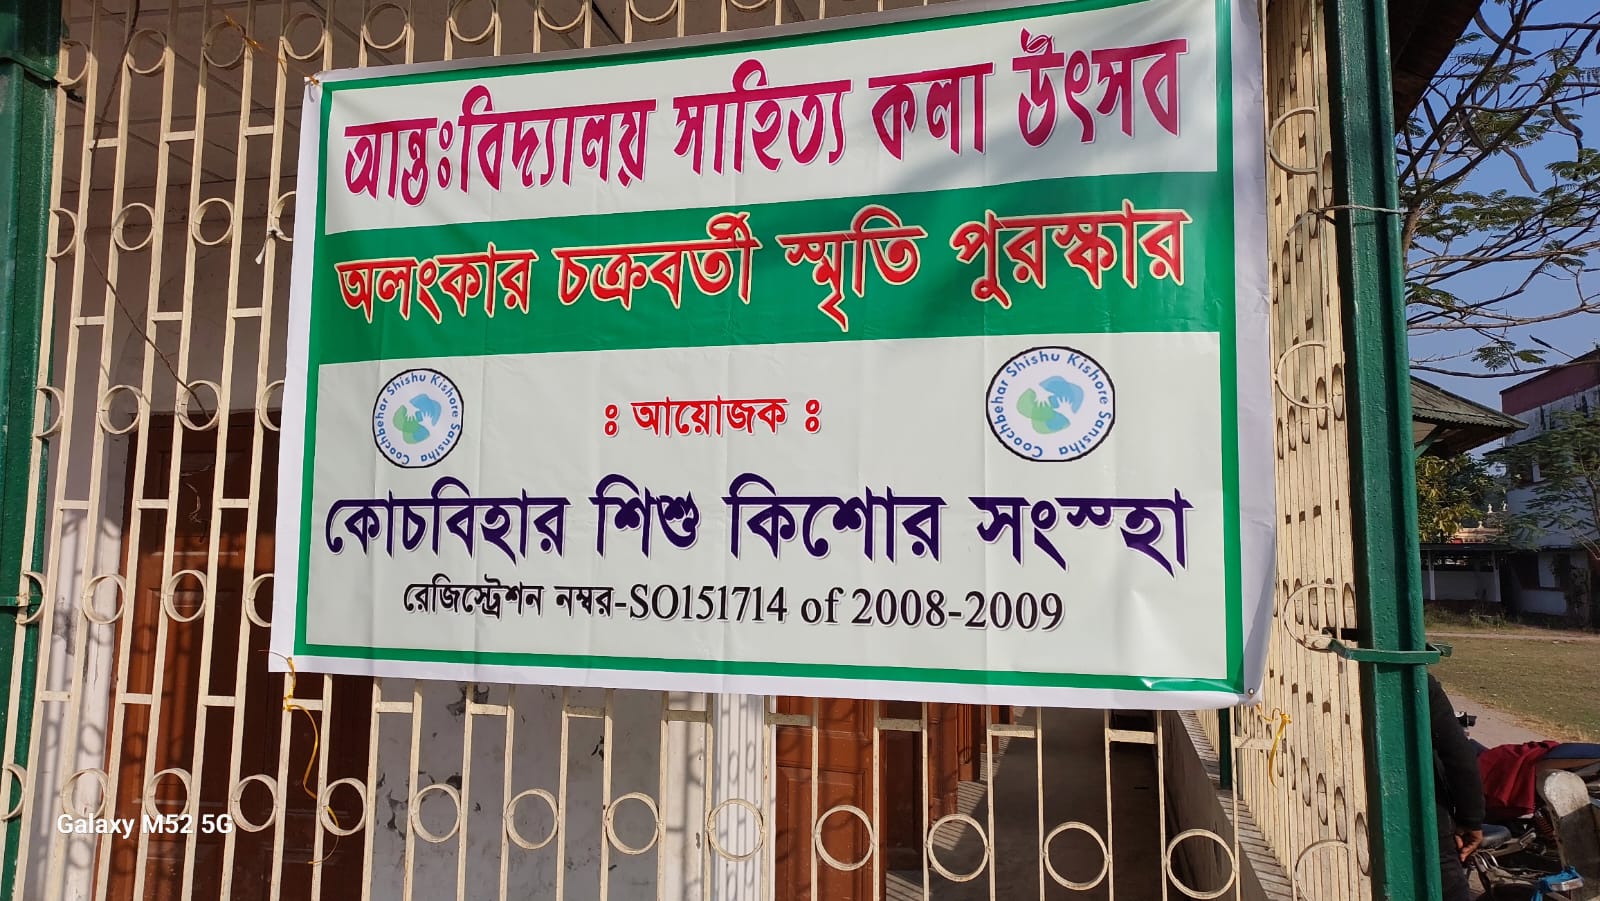 আন্তঃবিদ্যালয় সাহিত্য কলা উৎসব
অলংকার চক্রবর্তী স্মৃতি পুরস্কার
Coochbehar Shishu Kishore Sanstha
Coochbehar Shishu Kishore Sanstha
ঃ আয়োজক ঃ
কোচবিহার শিশু কিশোর সংস্হা
রেজিস্ট্রেশন নম্বর-SO151714 of 2008-2009
Galaxy M52 5G